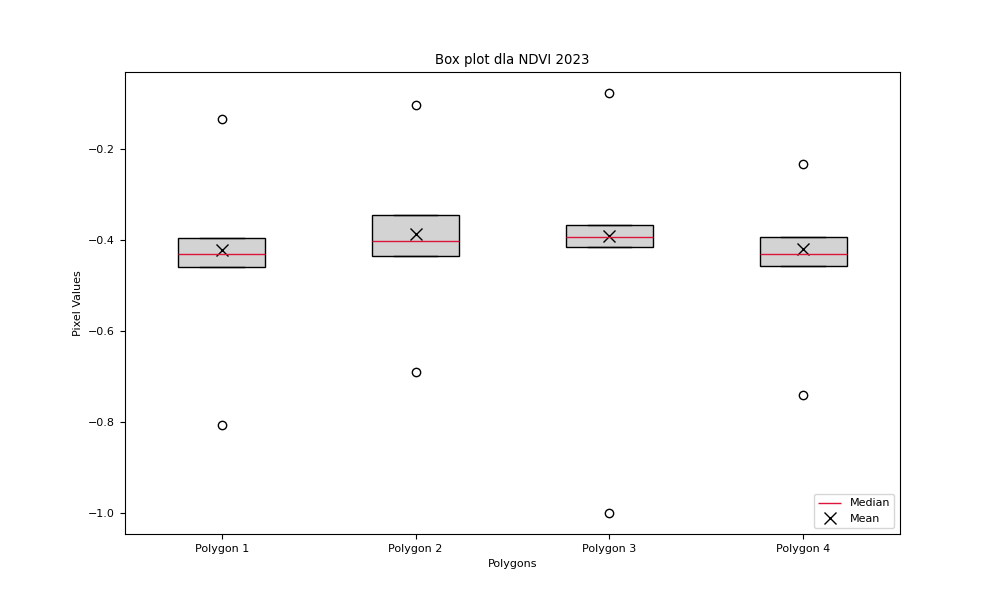 Box plot dla NDVI 2023
Pixel Values
−0.2
−0.4
−0.6
−0.8
−1.0
Median
Mean
Polygon 1
Polygon 2
Polygon 3
Polygon 4
Polygons